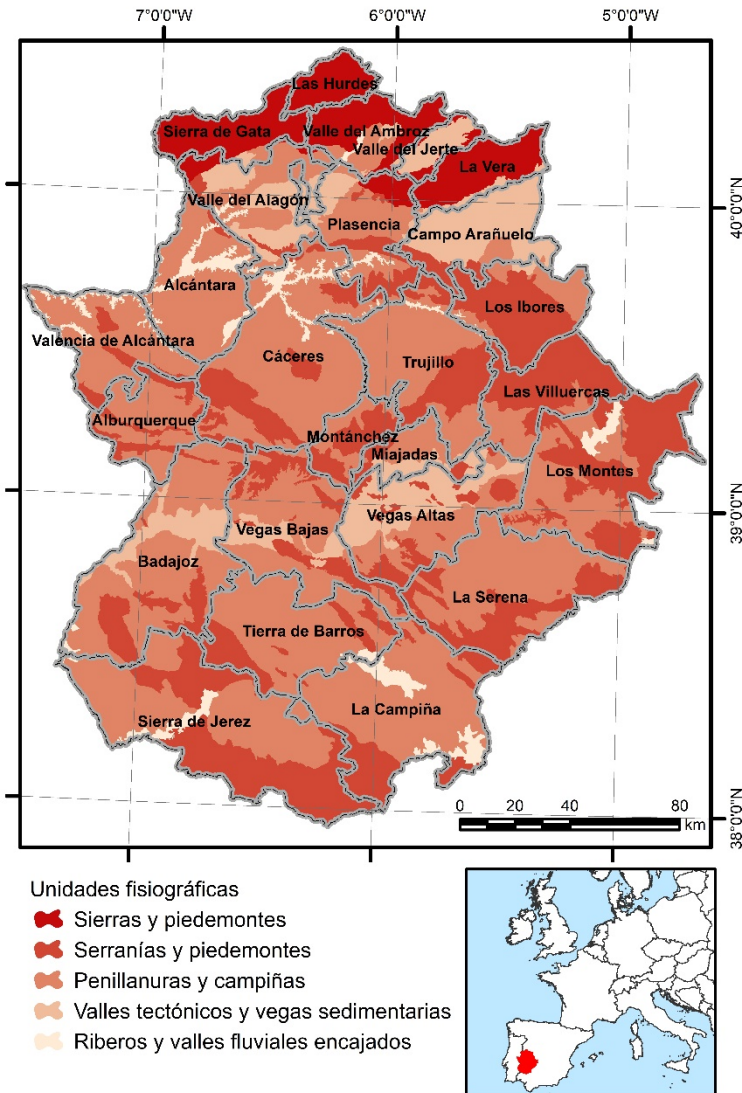 7°0'0"W 6°0'0"W 5°0'0"W
Las Hurdes
Sierra de Gata
Valle del Ambroz
Valle del Jerte
La Vera
40°0'0"N
Valle del Alagón
Plasencia
Campo Arañuelo
Alcántara
Los Ibores
Valencia de Alcántara
Cáceres
Trujillo
Las Villuercas
Alburquerque
Montánchez
Miajadas
Los Montes
39°0'0"N
Vegas Bajas
Vegas Altas
Badajoz
La Serena
Tierra de Barros
Sierra de Jerez
La Campiña
0 20 40 80
km
38°0'0"N
Unidades fisiográficas
Sierras y piedemontes
Serranías y piedemontes
Penillanuras y campiñas
Valles tectónicos y vegas sedimentarias
Riberos y valles fluviales encajados